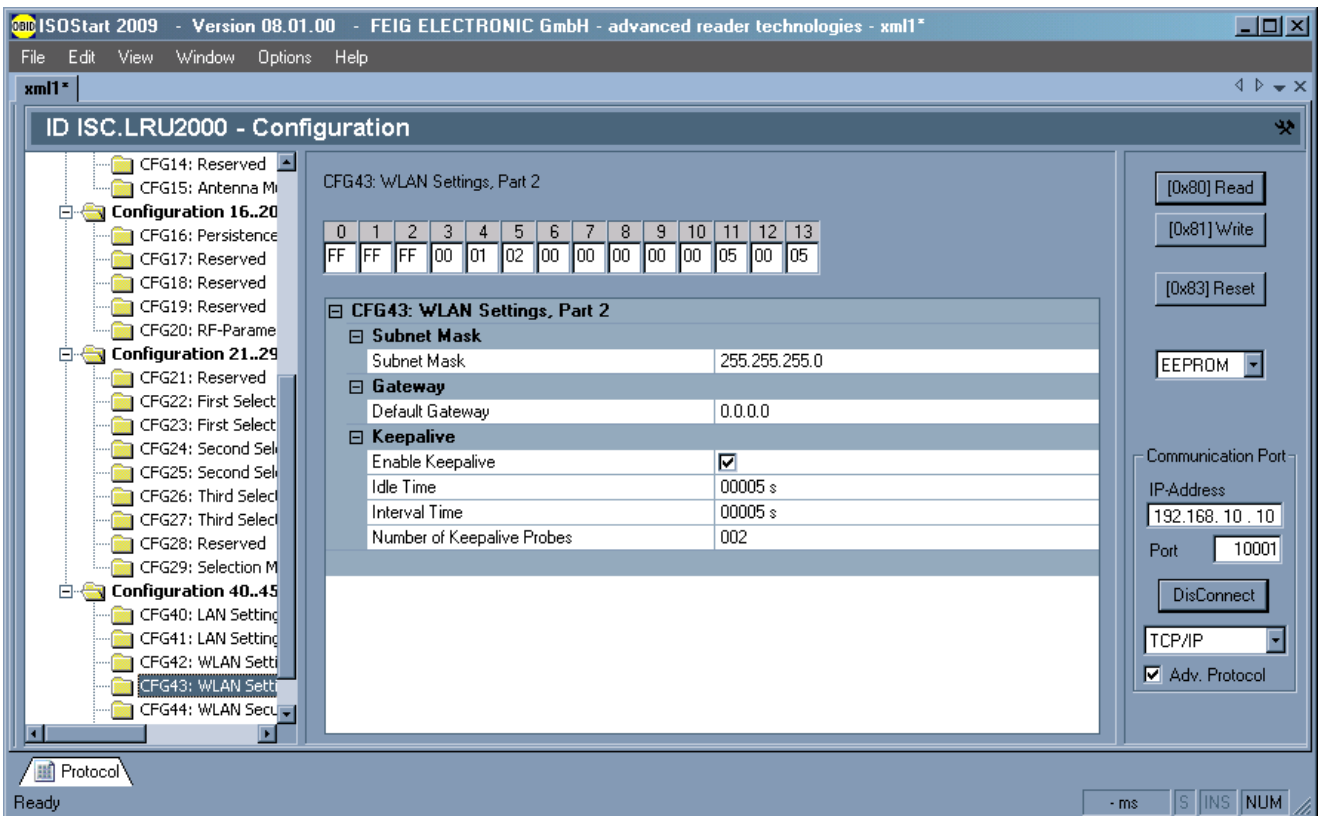 OBID ISOStart 2009 - Version 08.01.00 - FEIG ELECTRONIC GmbH - advanced reader technologies - xml1*
File Edit View Window Options Help
xml1*
ID ISC.LRU2000 - Configuration
CFG14: Reserved
CFG15: Antenna M
Configuration 16..20
CFG16: Persistence
CFG17: Reserved
CFG18: Reserved
CFG19: Reserved
CFG20: RF-Parame
Configuration 21..29
CFG21: Reserved
CFG22: First Select
CFG23: First Select
CFG24: Second Sel
CFG25: Second Sel
CFG26: Third Select
CFG27: Third Select
CFG28: Reserved
CFG29: Selection M
Configuration 40..45
CFG40: LAN Setting
CFG41: LAN Setting
CFG42: WLAN Setti
CFG43: WLAN Setti
CFG44: WLAN Secu
CFG43: WLAN Settings, Part 2
0 1 2 3 4 5 6 7 8 9 10 11 12 13
FF FF FF 00 01 02 00 00 00 00 00 05 00 05
CFG43: WLAN Settings, Part 2
Subnet Mask
Subnet Mask 255.255.255.0
Gateway
Default Gateway 0.0.0.0
Keepalive
Enable Keepalive
Idle Time 00005 s
Interval Time 00005 s
Number of Keepalive Probes 002
[0x80] Read
[0x81] Write
[0x83] Reset
EEPROM
Communication Port
IP-Address
192.168. 10 . 10
Port 10001
DisConnect
TCP/IP
Adv. Protocol
Protocol
Ready - ms S INS NUM